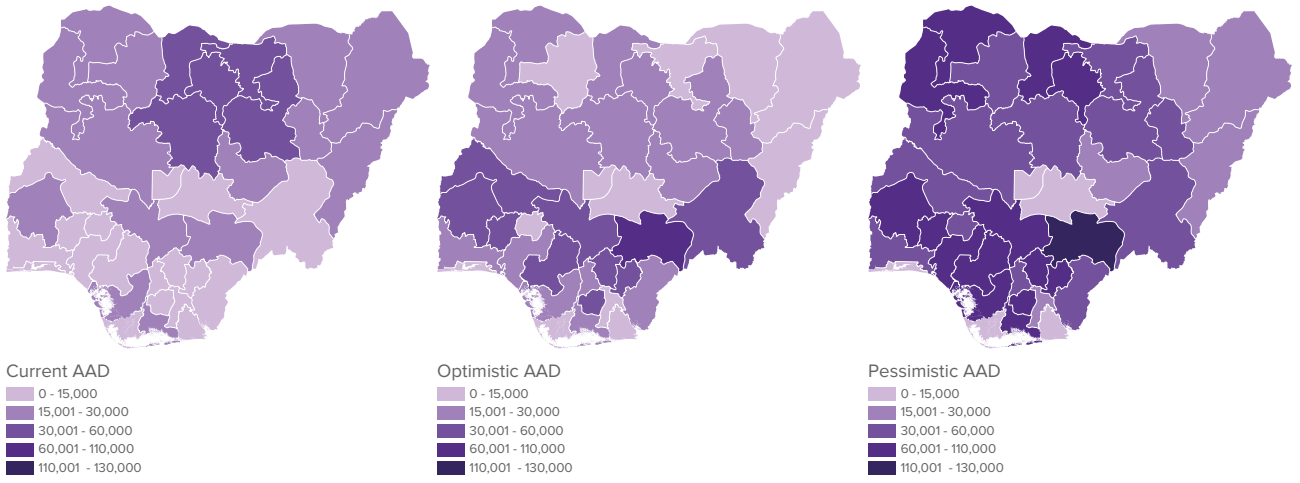 Current AAD
0 - 15,000
15,001 - 30,000
30,001 - 60,000
60,001 - 110,000
110,001 - 130,000
Optimistic AAD
0 - 15,000
15,001 - 30,000
30,001 - 60,000
60,001 - 110,000
110,001 - 130,000
Pessimistic AAD
0 - 15,000
15,001 - 30,000
30,001 - 60,000
60,001 - 110,000
110,001 - 130,000